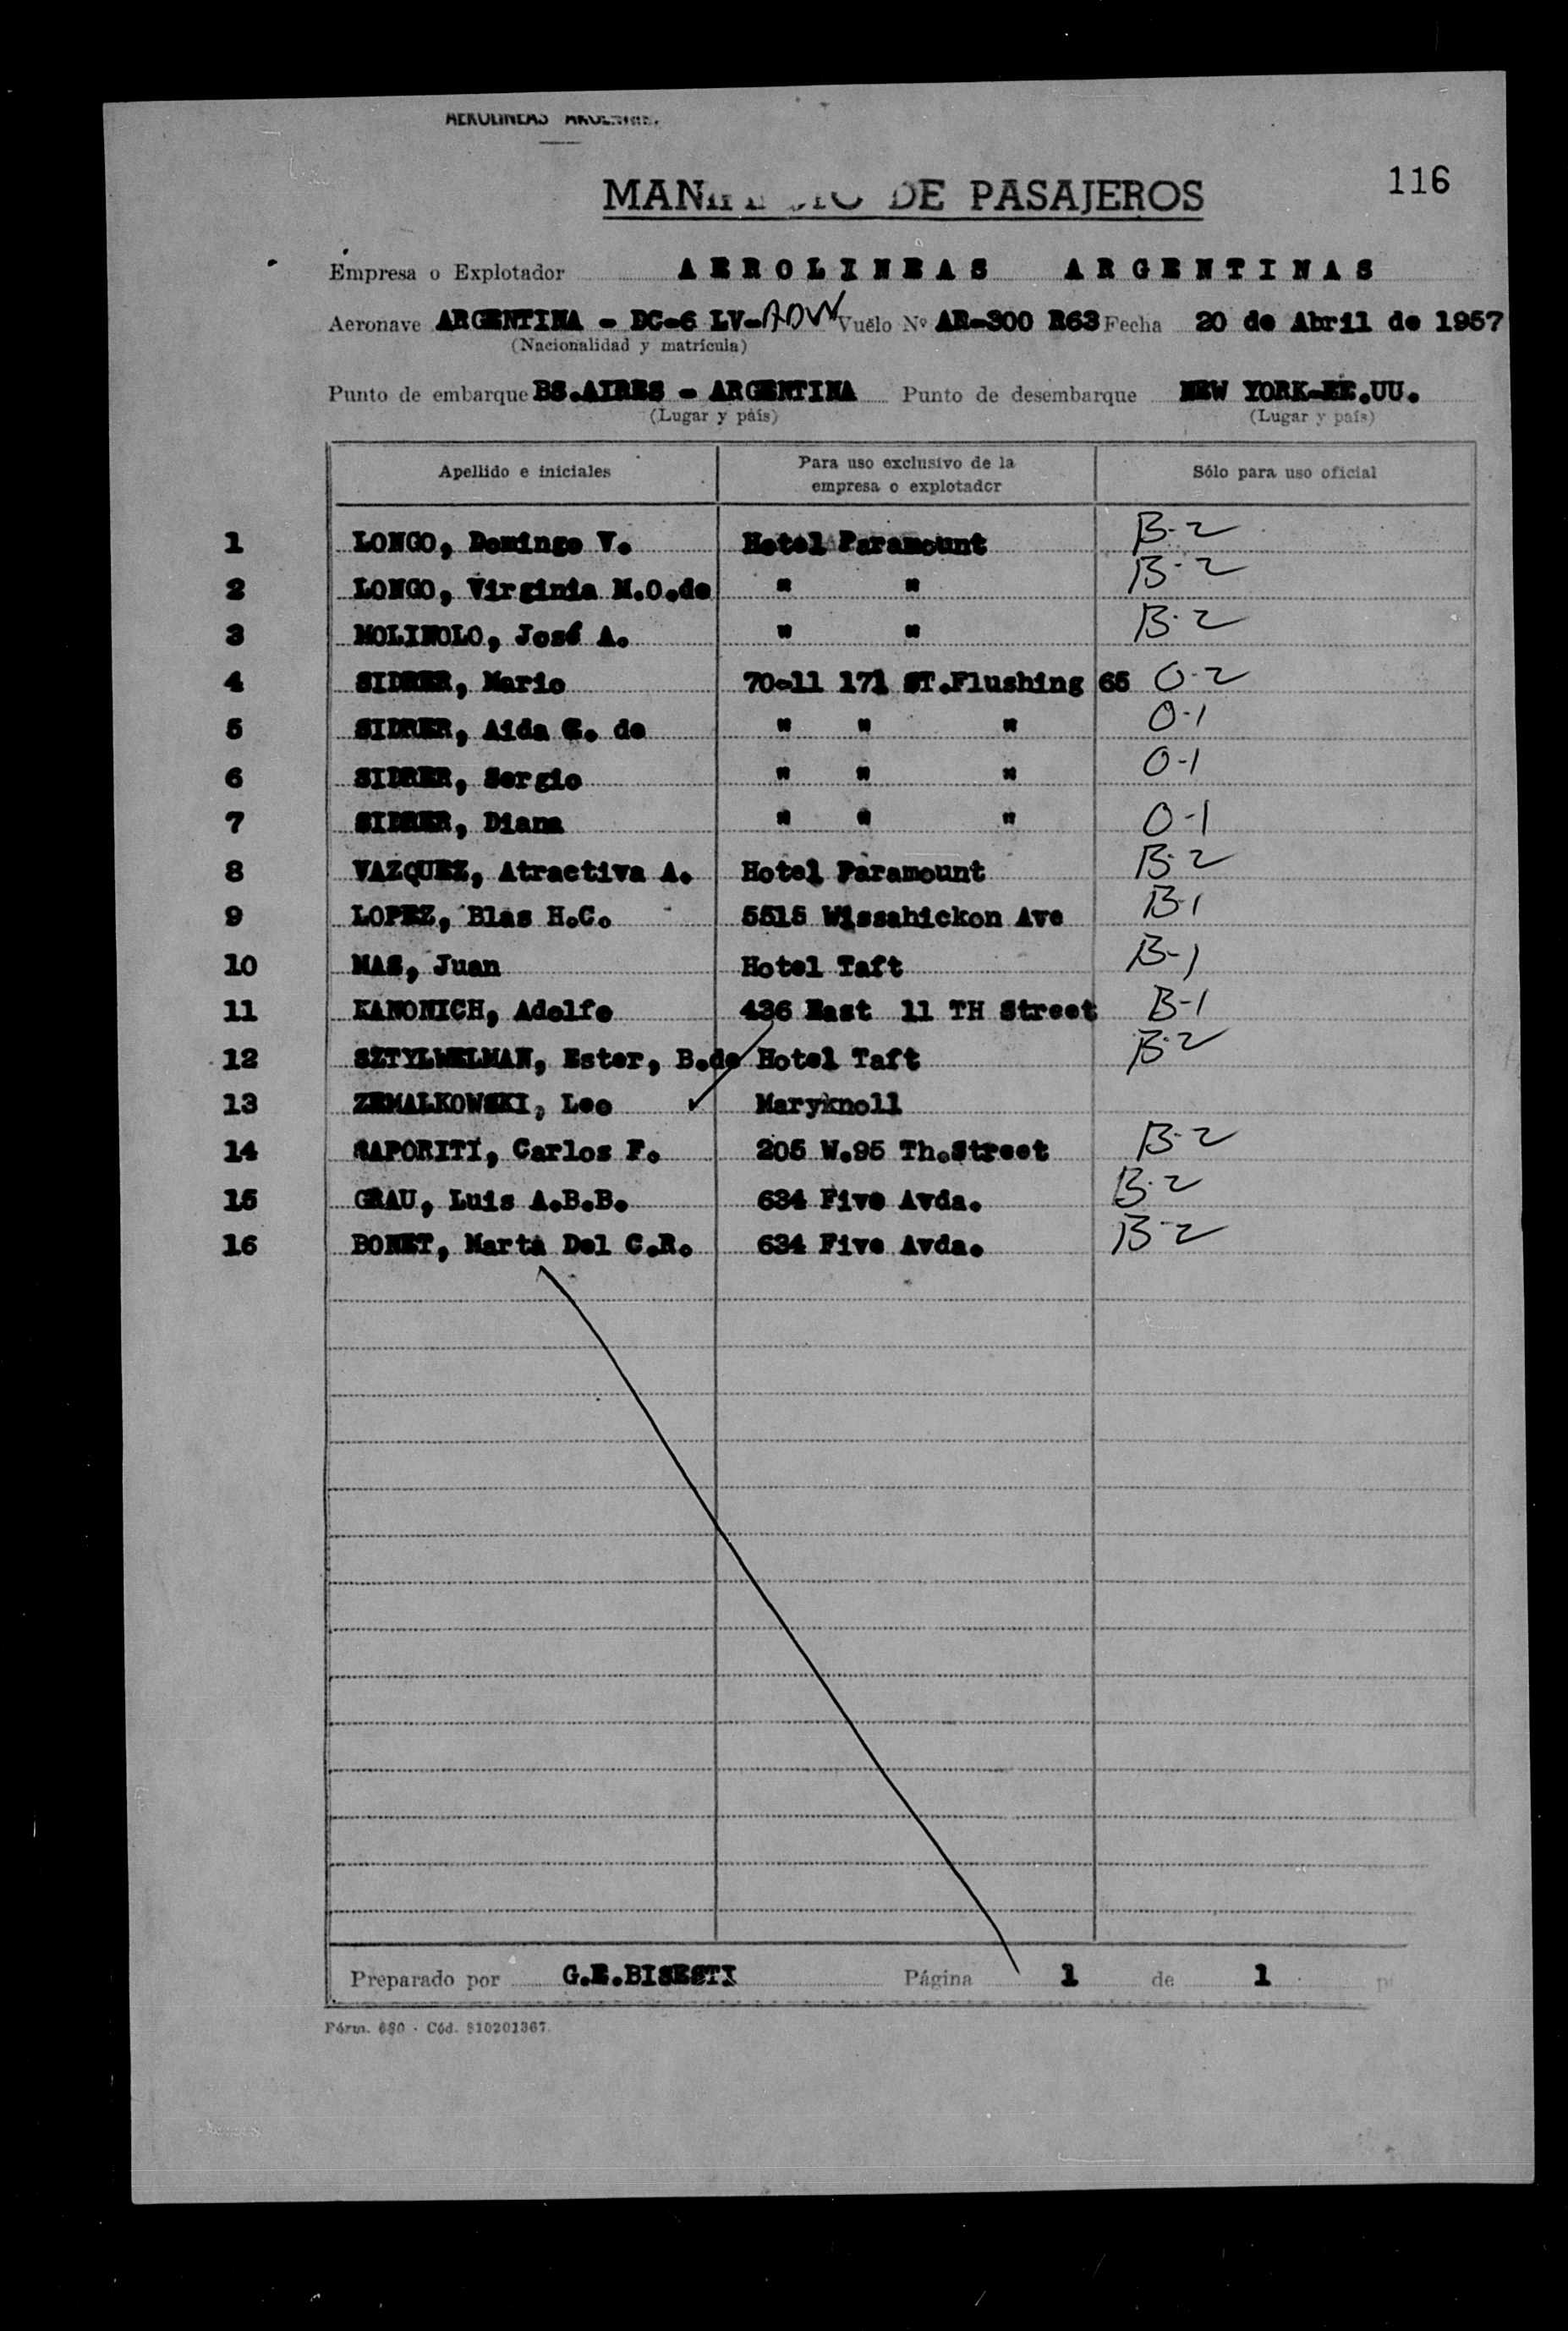 AEROLINEAS
116
MANIFIESTO DE PASAJEROS
Empresa o Explotador AEROLINEAS ARGENTINAS
Aeronave ARGENTINA - DC-6 LV-ADW Vuelo Nº AR-300 R63 Fecha 20 de Abril de 1957
(Nacionalidad y matrícula)
Punto de embarque BS.AIRES - ARGENTINA Punto de desembarque NEW YORK-EE.UU.
(Lugar y país) (Lugar y país)
Apellido e iniciales Para uso exclusivo de la empresa o explotador Sólo para uso oficial
1 LONGO, Domingo V. Hotel Paramount B-2
2 LONGO, Virginia M.O.de " " B-2
3 MOLINOLO, José A. " " B-2
4 SIDRER, Mario 70-11 171 ST.Flushing 65 O-2
5 SIDRER, Aida G. de " " " O-1
6 SIDRER, Sergio " " " O-1
7 SIDRER, Diana " " " O-1
8 VAZQUEZ, Atractiva A. Hotel Paramount B-2
9 LOPEZ, Blas H.C. 5515 Wissahickon Ave B-1
10 MAS, Juan Hotel Taft B-1
11 KANONICH, Adolfo 436 East 11 TH Street B-1
12 SZTYLWELMAN, Ester, B.de Hotel Taft B-2
13 ZEMALKOWSKI, Leo Maryknoll
14 SAPORITI, Carlos F. 205 W.95 Th.Street B-2
15 GRAU, Luis A.B.B. 634 Five Avda. B-2
16 BONET, Marta Del C.R. 634 Five Avda. B-2
Preparado por G.E.BISESTI Página 1 de 1
Fórm. 680 - Cód. 810201367